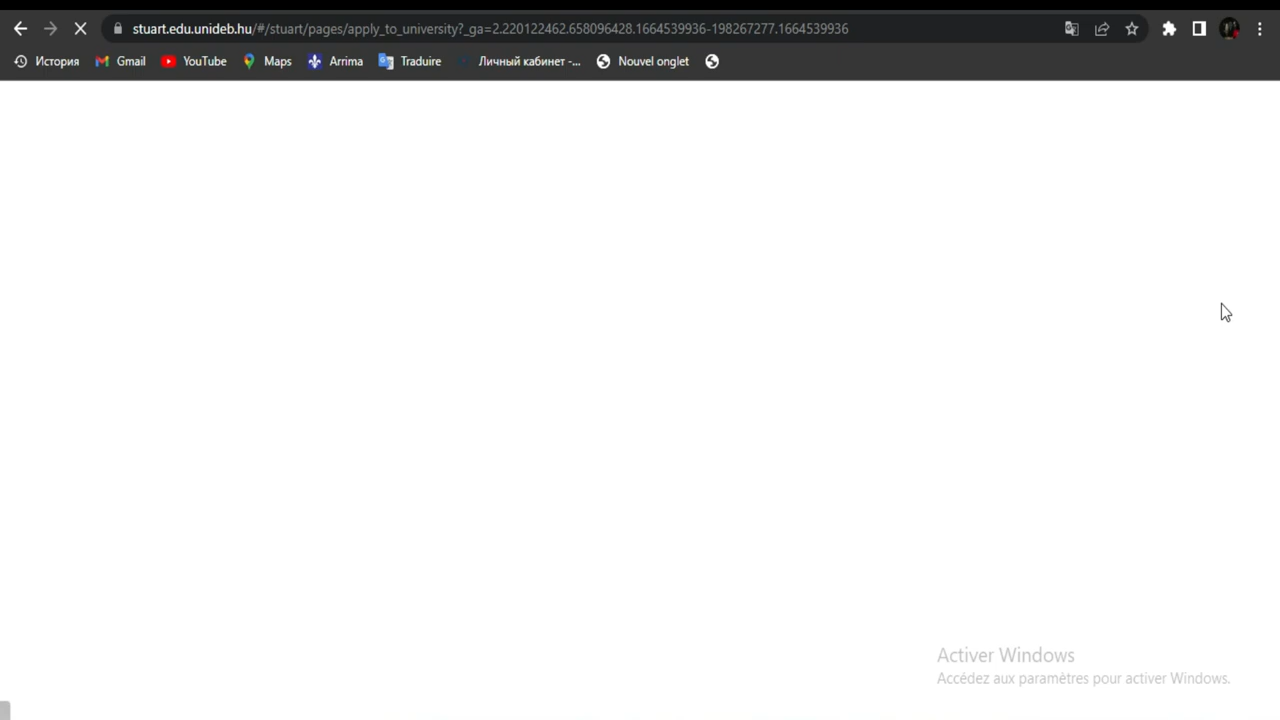 stuart.edu.unideb.hu/#/stuart/pages/apply_to_university?_ga=2.220122462.658096428.1664539936-198267277.1664539936
История Gmail YouTube Maps Arrima Traduire Личный кабинет -... Nouvel onglet
Activer Windows
Accédez aux paramètres pour activer Windows.